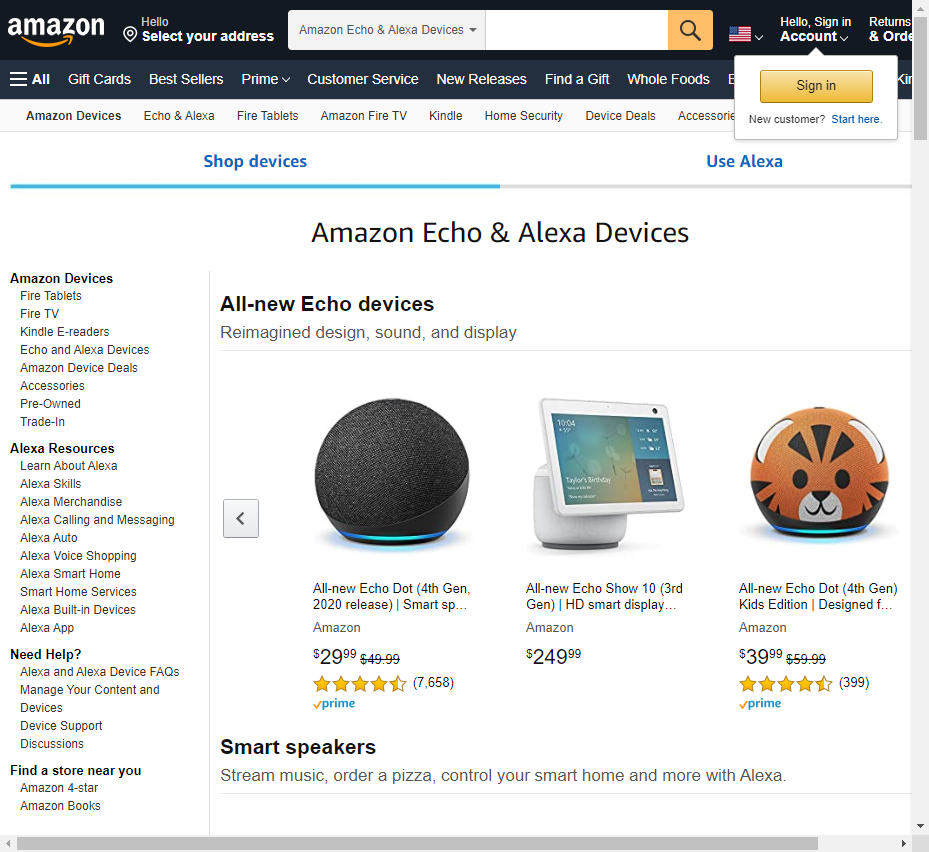 amazon
Hello
Select your address
Amazon Echo & Alexa Devices
Hello, Sign in
Account
Returns
& Orde
All
Gift Cards
Best Sellers
Prime
Customer Service
New Releases
Find a Gift
Whole Foods
Sign in
New customer? Start here.
Amazon Devices
Echo & Alexa
Fire Tablets
Amazon Fire TV
Kindle
Home Security
Device Deals
Accessorie
Shop devices
Use Alexa
Amazon Echo & Alexa Devices
Amazon Devices
Fire Tablets
Fire TV
Kindle E-readers
Echo and Alexa Devices
Amazon Device Deals
Accessories
Pre-Owned
Trade-In
Alexa Resources
Learn About Alexa
Alexa Skills
Alexa Merchandise
Alexa Calling and Messaging
Alexa Auto
Alexa Voice Shopping
Alexa Smart Home
Smart Home Services
Alexa Built-in Devices
Alexa App
Need Help?
Alexa and Alexa Device FAQs
Manage Your Content and
Devices
Device Support
Discussions
Find a store near you
Amazon 4-star
Amazon Books
All-new Echo devices
Reimagined design, sound, and display
10:04
Taylor's Birthday
All-new Echo Dot (4th Gen,
2020 release) | Smart sp…
Amazon
$29.99 $49.99
(7,658)
prime
All-new Echo Show 10 (3rd
Gen) | HD smart display…
Amazon
$249.99
All-new Echo Dot (4th Gen)
Kids Edition | Designed f…
Amazon
$39.99 $59.99
(399)
prime
Smart speakers
Stream music, order a pizza, control your smart home and more with Alexa.